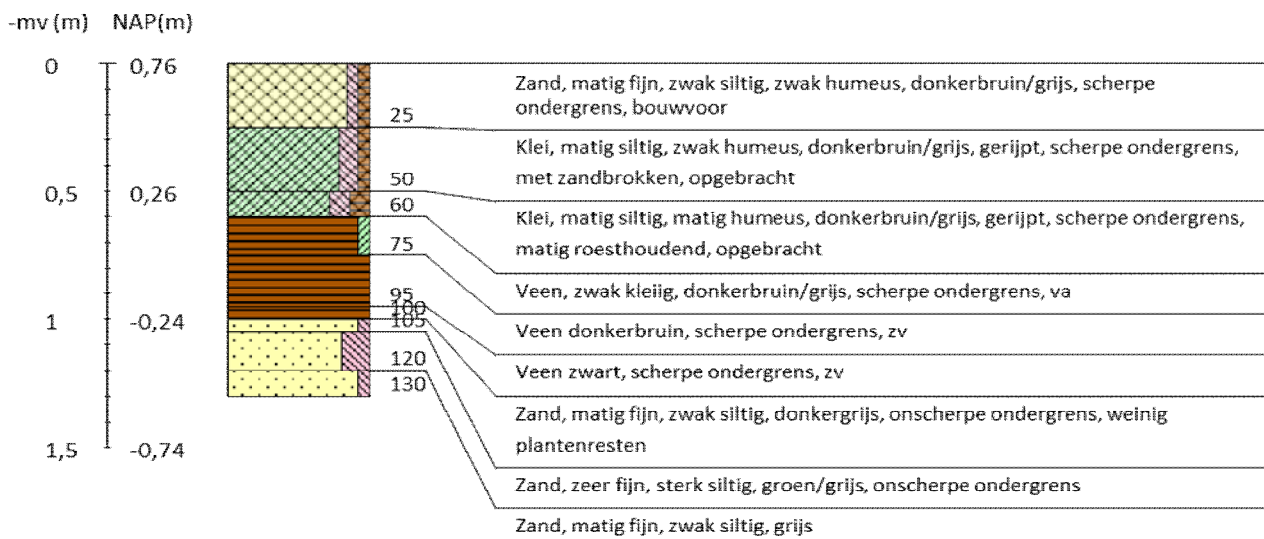 -mv (m) NAP(m)
0 0,76
Zand, matig fijn, zwak siltig, zwak humeus, donkerbruin/grijs, scherpe
ondergrens, bouwvoor
25
Klei, matig siltig, zwak humeus, donkerbruin/grijs, gerijpt, scherpe ondergrens,
met zandbrokken, opgebracht
50
0,5 0,26
60
Klei, matig siltig, matig humeus, donkerbruin/grijs, gerijpt, scherpe ondergrens,
matig roesthoudend, opgebracht
75
Veen, zwak kleiig, donkerbruin/grijs, scherpe ondergrens, va
95
100
1 -0,24
105
Veen donkerbruin, scherpe ondergrens, zv
120
Veen zwart, scherpe ondergrens, zv
130
Zand, matig fijn, zwak siltig, donkergrijs, onscherpe ondergrens, weinig
plantenresten
1,5 -0,74
Zand, zeer fijn, sterk siltig, groen/grijs, onscherpe ondergrens
Zand, matig fijn, zwak siltig, grijs